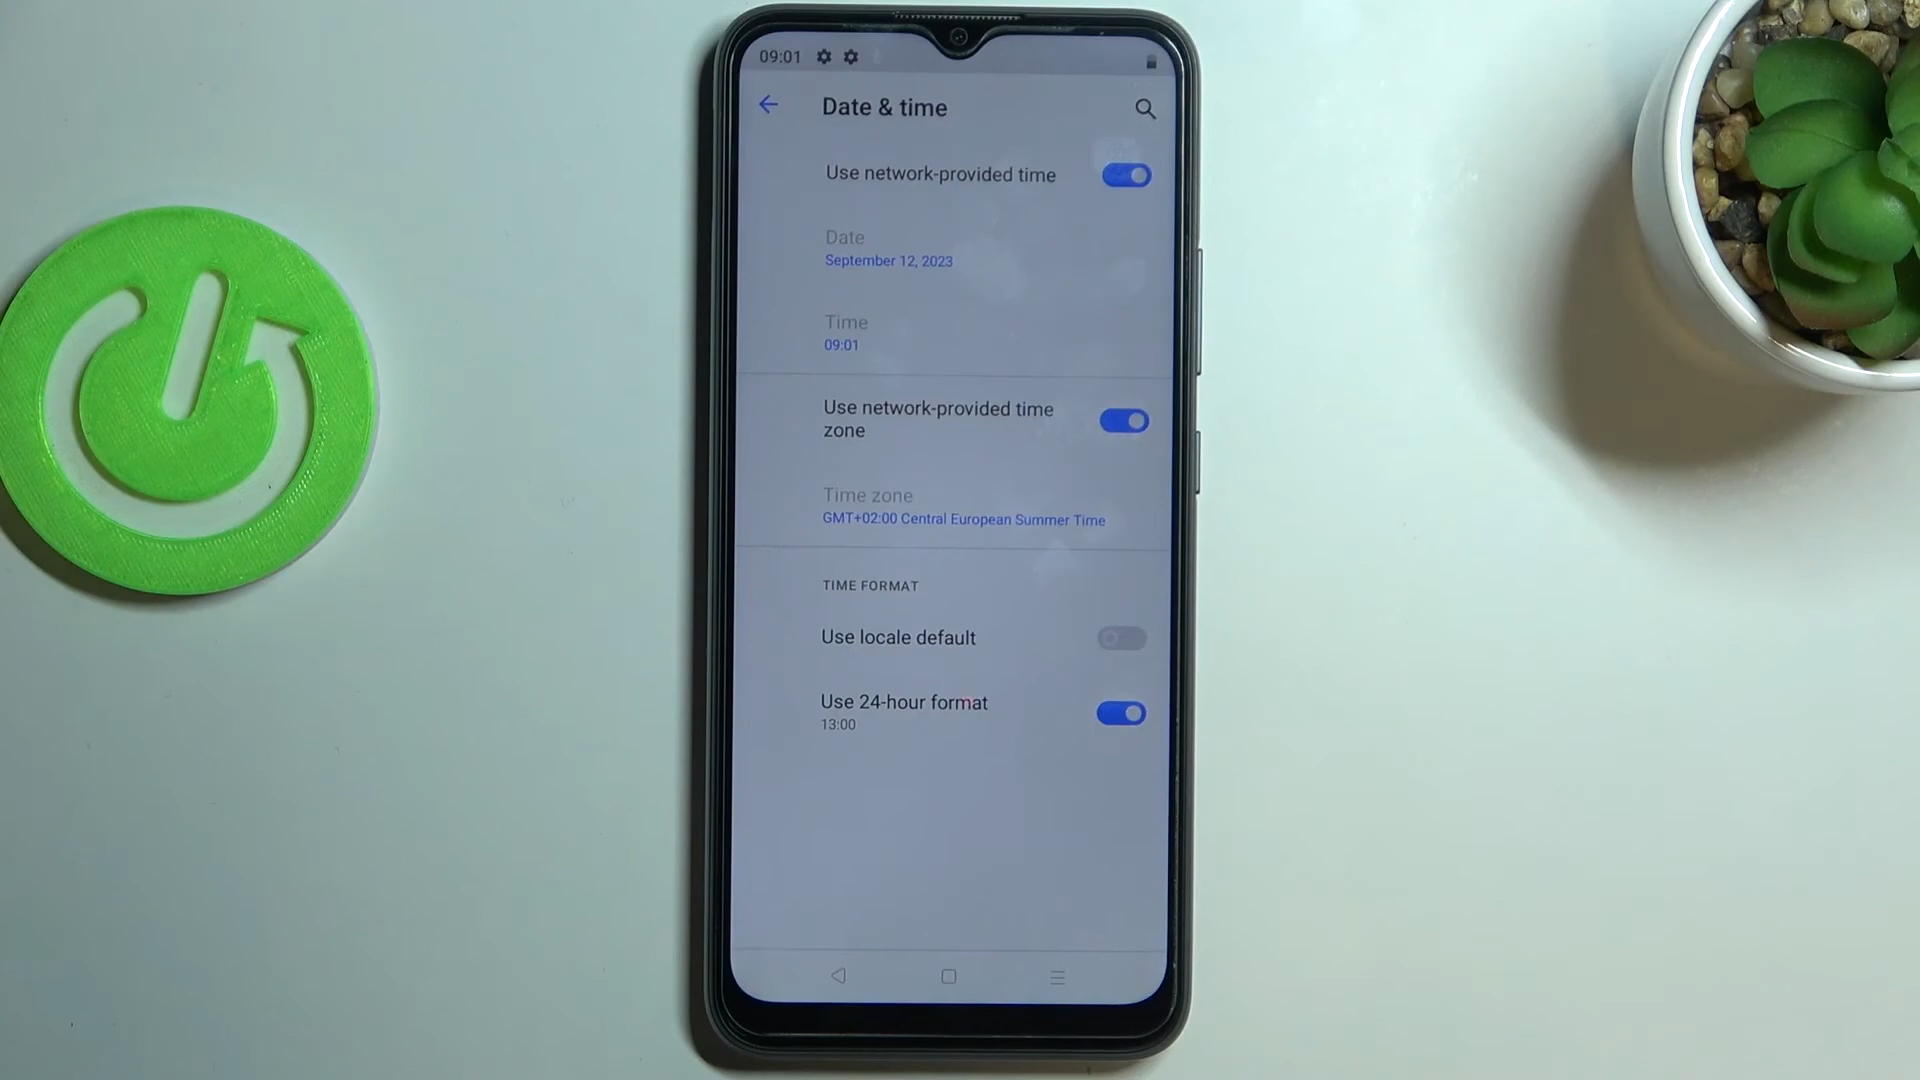 09:01
Date & time
Use network-provided time
Date
September 12, 2023
Time
09:01
Use network-provided time
zone
Time zone
GMT+02:00 Central European Summer Time
TIME FORMAT
Use locale default
Use 24-hour format
13:00